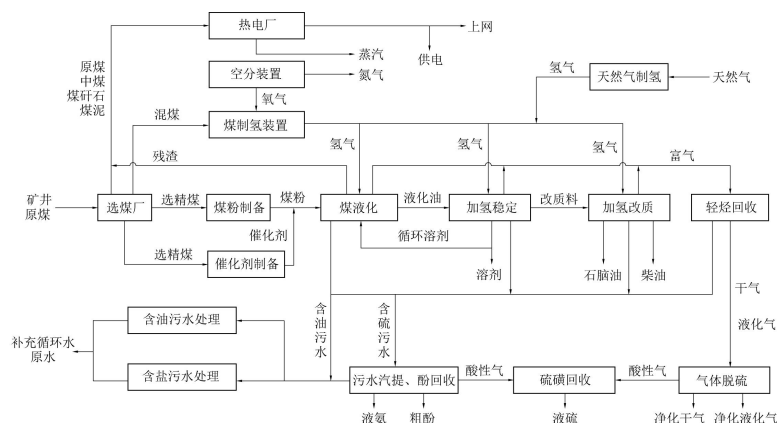 热电厂
上网
原煤
中煤
煤矸石
煤泥
蒸汽
供电
空分装置
氮气
氢气
天然气制氢
天然气
氧气
混煤
煤制氢装置
残渣
氢气
氢气
氢气
富气
矿井
原煤
选煤厂
选精煤
煤粉制备
煤粉
煤液化
液化油
加氢稳定
改质料
加氢改质
轻烃回收
催化剂
循环溶剂
选精煤
催化剂制备
溶剂
石脑油
柴油
干气
液化气
含油污水处理
含油污水
含硫污水
补充循环水
原水
含盐污水处理
污水汽提、酚回收
酸性气
硫磺回收
酸性气
气体脱硫
液氨
粗酚
液硫
净化干气
净化液化气